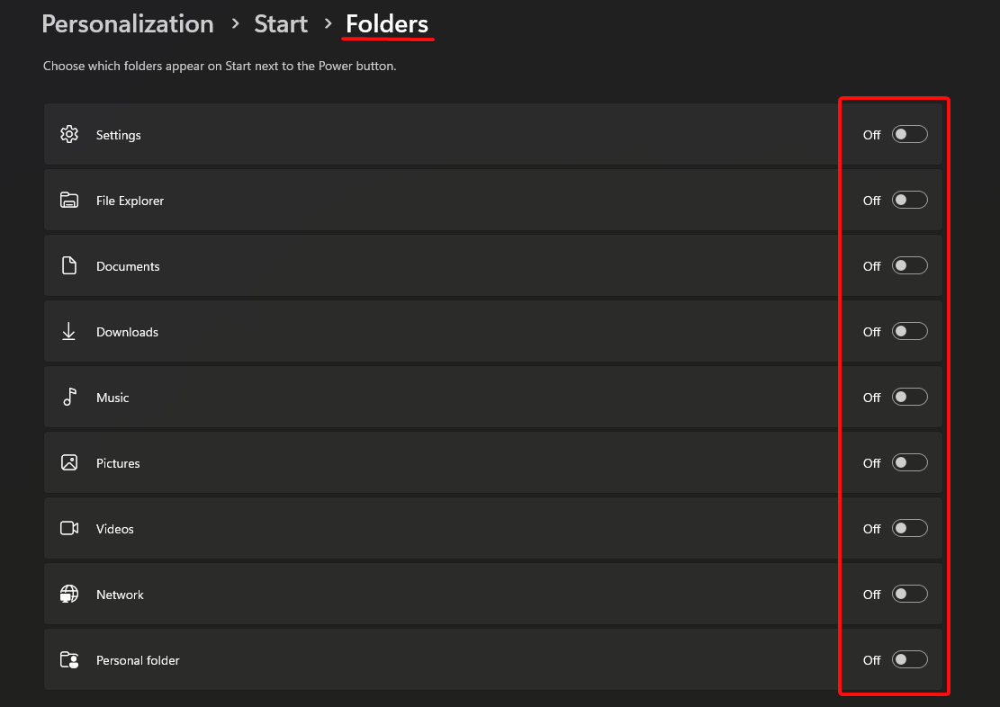 Personalization > Start > Folders
Choose which folders appear on Start next to the Power button.
Settings Off
File Explorer Off
Documents Off
Downloads Off
Music Off
Pictures Off
Videos Off
Network Off
Personal folder Off